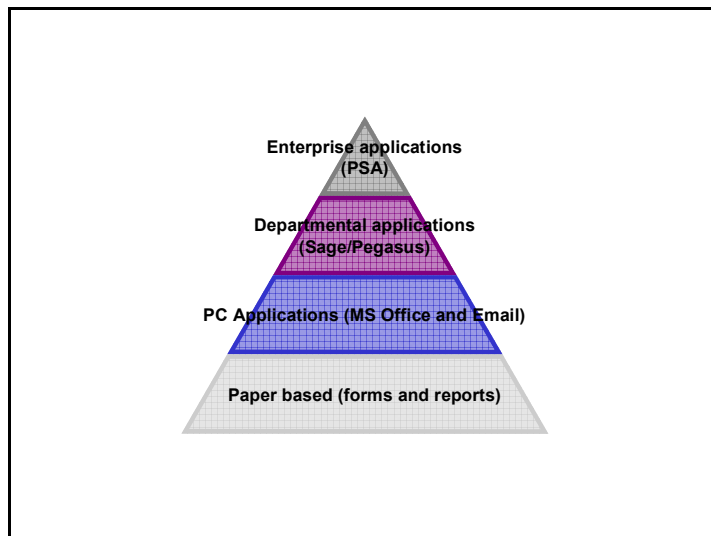 Enterprise applications
(PSA)
Departmental applications
(Sage/Pegasus)
PC Applications (MS Office and Email)
Paper based (forms and reports)